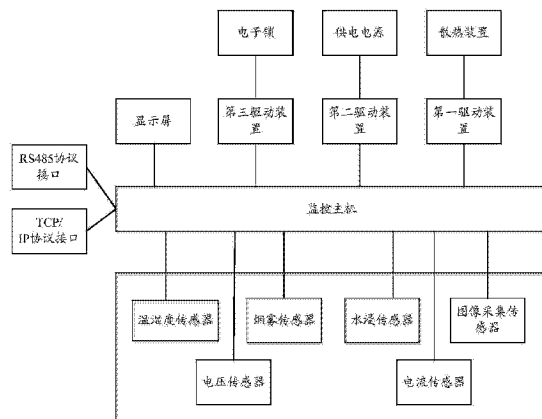 电子锁
供电电源
散热装置
显示屏
第三驱动装
置
第二驱动装
置
第一驱动装
置
RS485协议
接口
TCP/
IP协议接口
监控主机
温湿度传感器
烟雾传感器
水浸传感器
图像采集传
感器
电压传感器
电流传感器